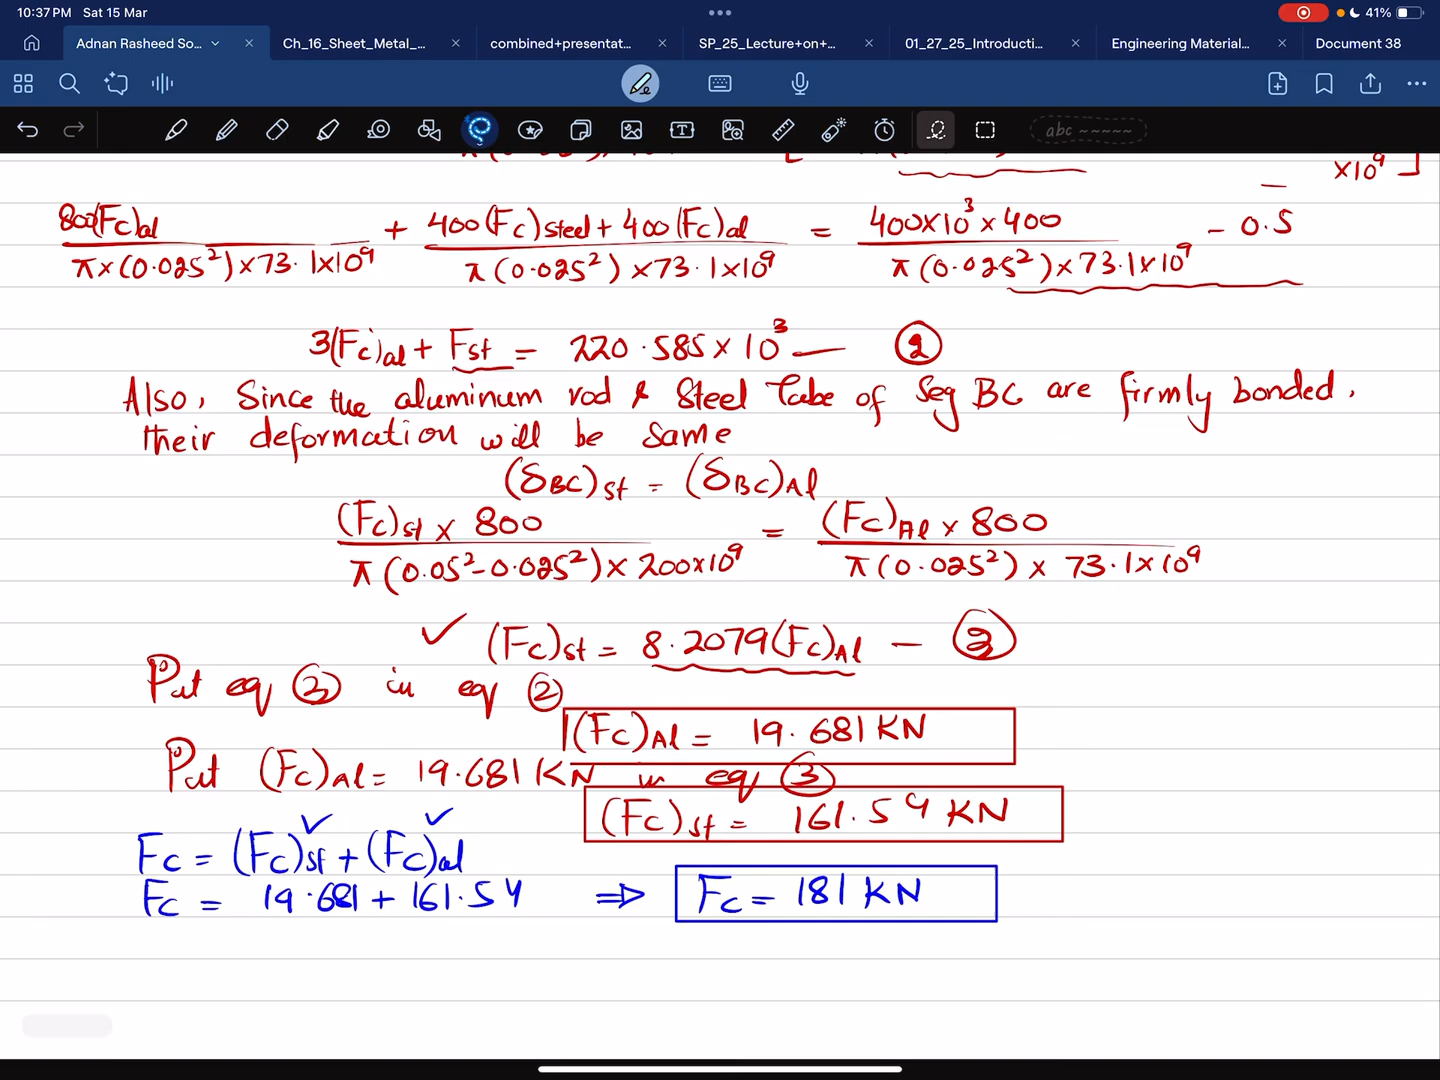 10:37 PM Sat 15 Mar
41%
Adnan Rasheed So...
Ch_16_Sheet_Metal_...
combined+presentat...
SP_25_Lecture+on+...
01_27_25_Introducti...
Engineering Material...
Document 38
abc ~~~~~
×10⁹ ]
800(Fc)al / π×(0.025²)×73.1×10⁹ + 400(Fc)steel + 400(Fc)al / π(0.025²)×73.1×10⁹ = 400×10³×400 / π(0.025²)×73.1×10⁹ - 0.5
3(Fc)al + Fst = 220.585×10³ — ②
Also, Since the aluminum rod & Steel Tube of Seg BC are firmly bonded,
their deformation will be same
(δBC)st = (δBC)Al
(Fc)st × 800 / π(0.05²-0.025²)×200×10⁹ = (Fc)Al × 800 / π(0.025²) × 73.1×10⁹
✓ (Fc)st = 8.2079(Fc)Al — ③
Put eq ③ in eq ②
(Fc)Al = 19.681 KN
Put (Fc)Al = 19.681 KN in eq ③
(Fc)st = 161.54 KN
Fc = (Fc)st + (Fc)al
Fc = 19.681 + 161.54 ⇒ Fc = 181 KN